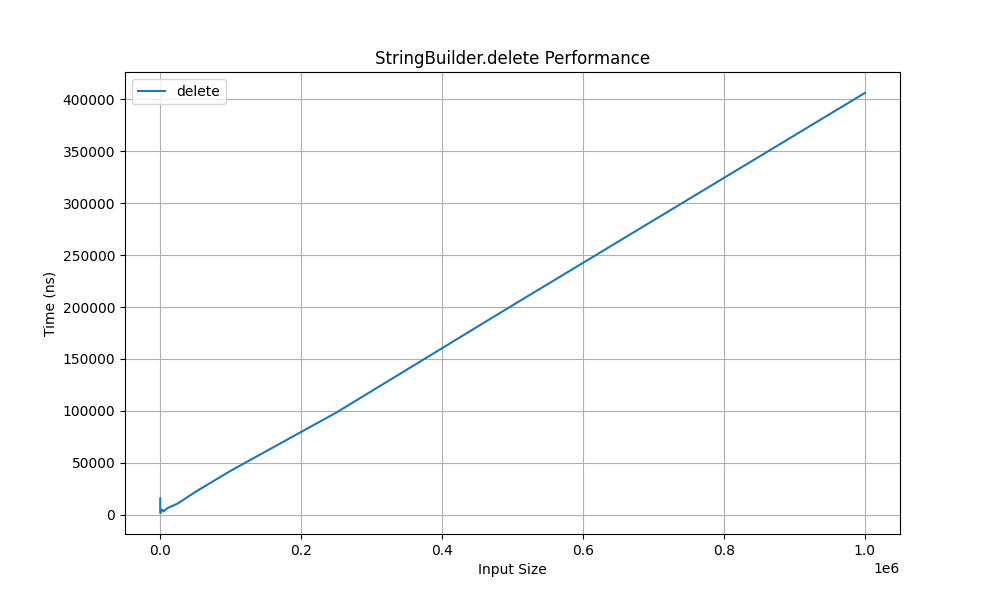 StringBuilder.delete Performance
delete
400000
350000
300000
250000
200000
150000
100000
50000
0
Time (ns)
0.0 0.2 0.4 0.6 0.8 1.0
1e6
Input Size